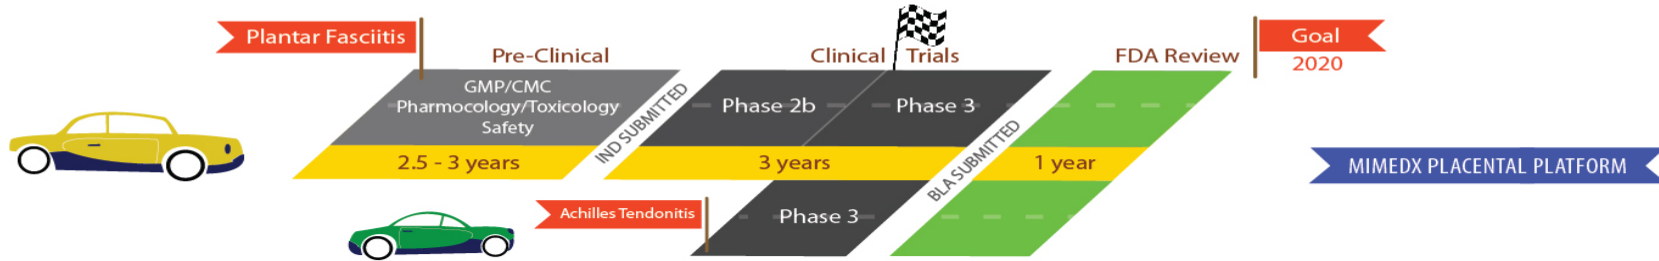 Plantar Fasciitis
Pre-Clinical
Clinical Trials
FDA Review
Goal
2020
GMP/CMC
Pharmocology/Toxicology
Safety
IND SUBMITTED
Phase 2b
Phase 3
BLA SUBMITTED
2.5 - 3 years
3 years
1 year
MIMEDX PLACENTAL PLATFORM
Achilles Tendonitis
Phase 3